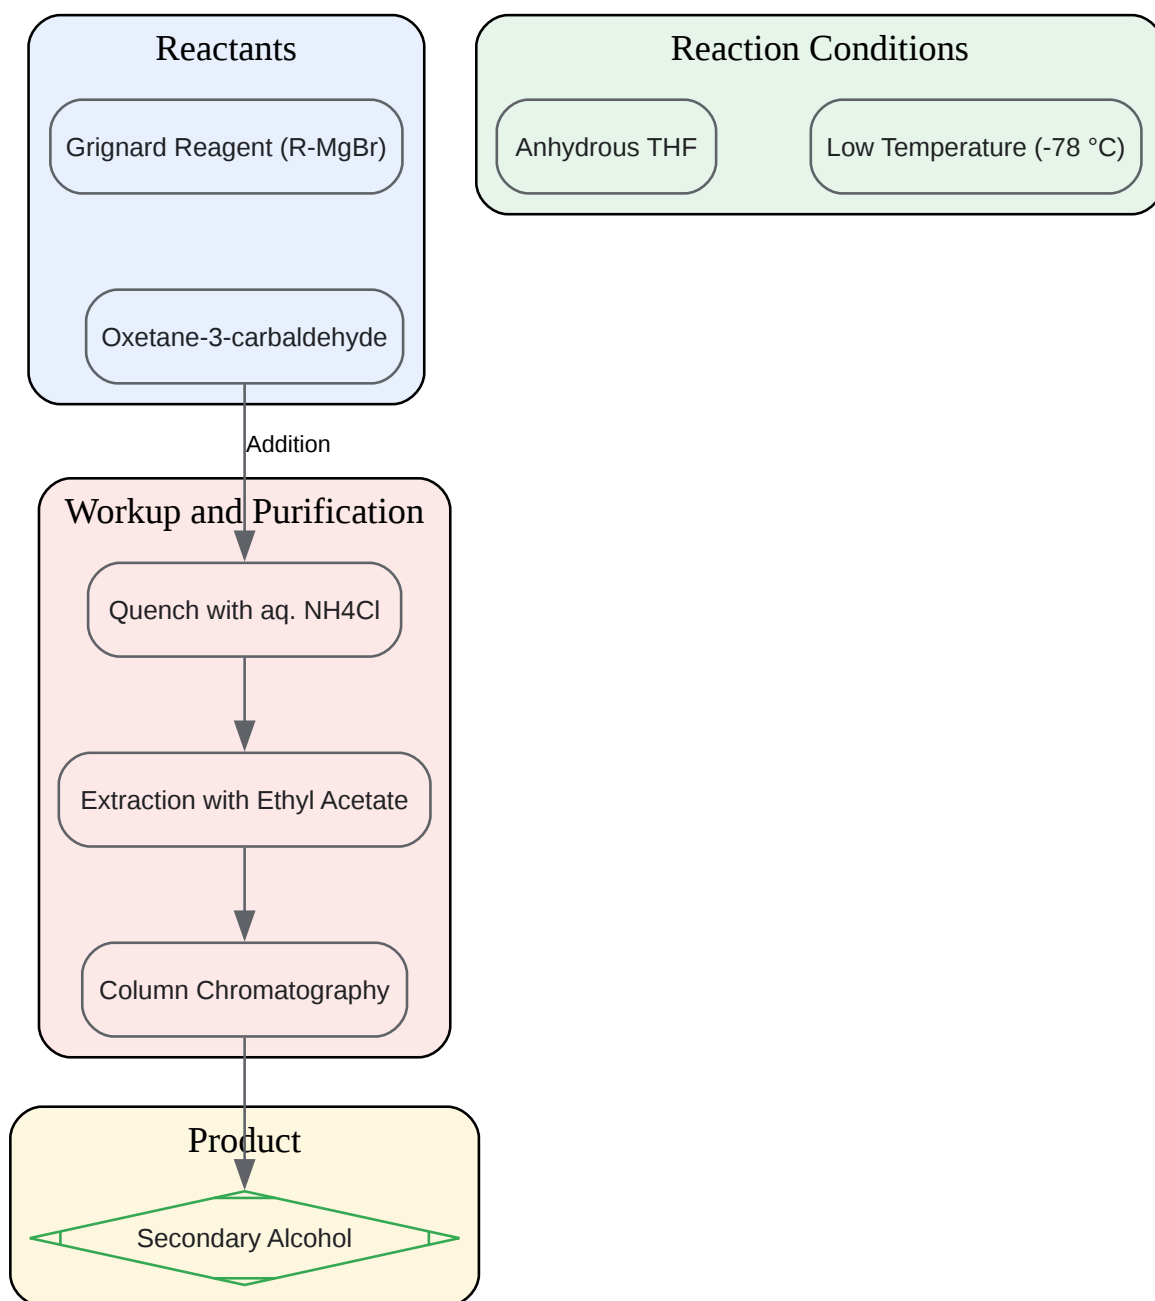 Reactants
Grignard Reagent (R-MgBr)
Oxetane-3-carbaldehyde
Reaction Conditions
Anhydrous THF
Low Temperature (-78 °C)
Addition
Workup and Purification
Quench with aq. NH4Cl
Extraction with Ethyl Acetate
Column Chromatography
Product
Secondary Alcohol